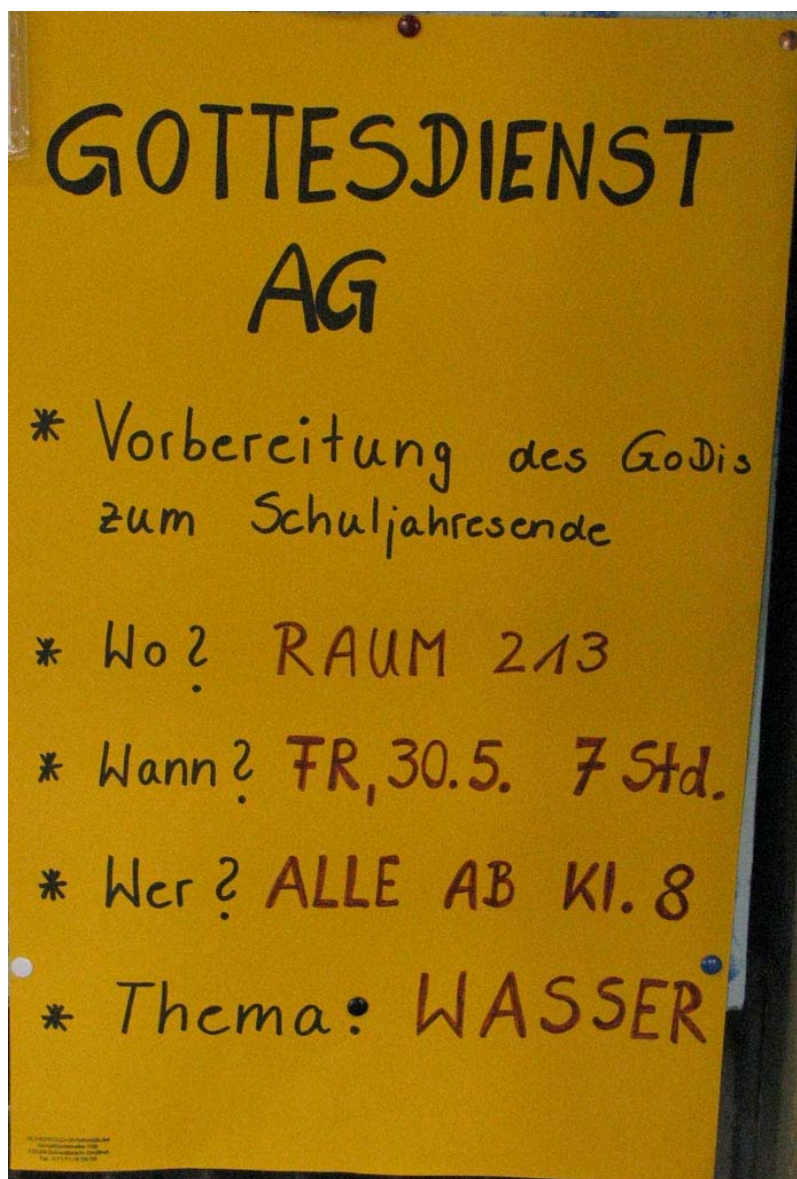 GOTTESDIENST
AG
* Vorbereitung des GoDis
zum Schuljahresende
* Wo? RAUM 213
* Wann? FR, 30.5. 7 Std.
* Wer? ALLE AB Kl. 8
* Thema: WASSER